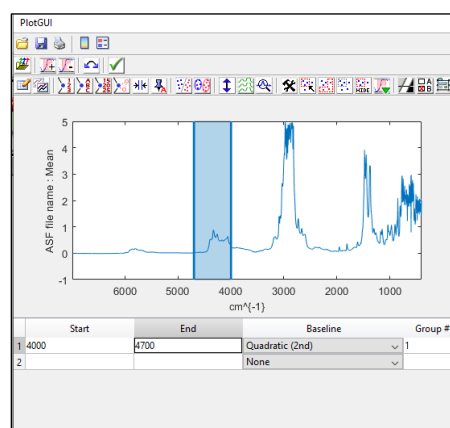 PlotGUI
HIDE
5
4
3
2
1
0
-1
ASF file name : Mean
6000 5000 4000 3000 2000 1000
cm^{-1}
Start End Baseline Group #
1 4000 4700 Quadratic (2nd) 1
2 None